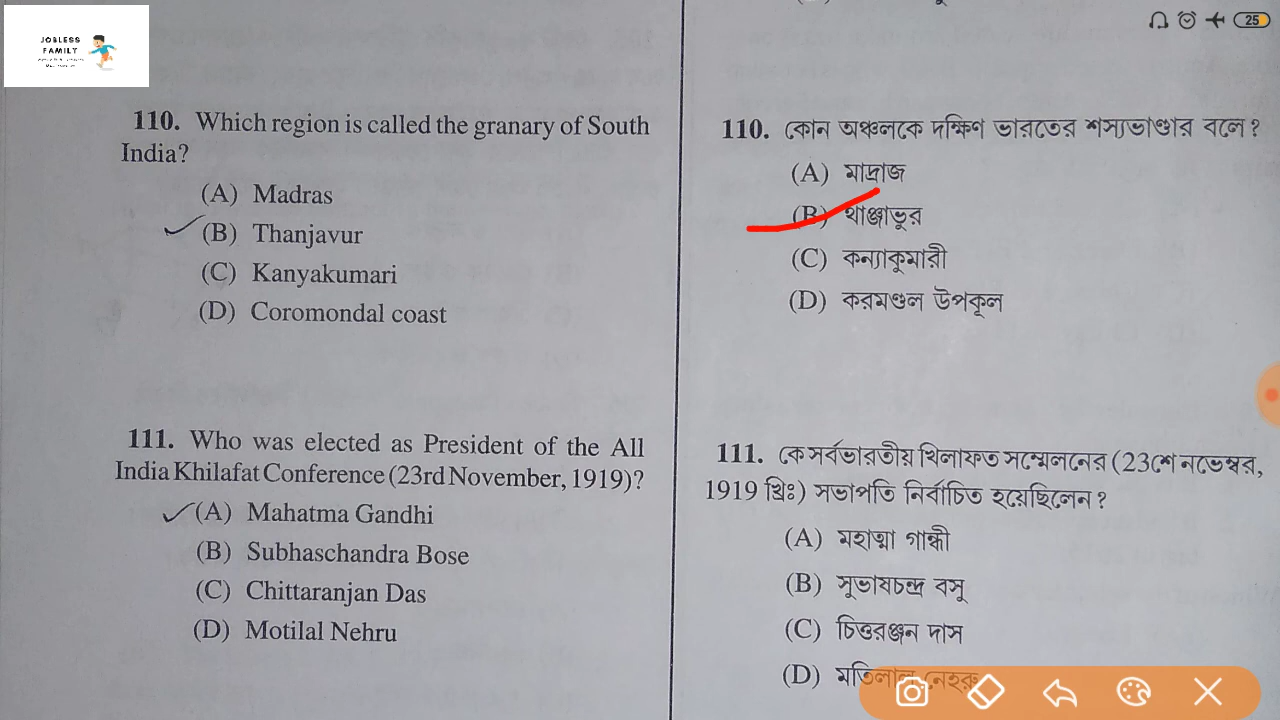 JOBLESS
FAMILY
25
110. Which region is called the granary of South
India?
(A) Madras
(B) Thanjavur
(C) Kanyakumari
(D) Coromondal coast
111. Who was elected as President of the All
India Khilafat Conference (23rd November, 1919)?
(A) Mahatma Gandhi
(B) Subhaschandra Bose
(C) Chittaranjan Das
(D) Motilal Nehru
110. কোন অঞ্চলকে দক্ষিণ ভারতের শস্যভাণ্ডার বলে?
(A) মাদ্রাজ
(B) থাঞ্জাভুর
(C) কন্যাকুমারী
(D) করমণ্ডল উপকূল
111. কে সর্বভারতীয় খিলাফত সম্মেলনের (23শে নভেম্বর,
1919 খ্রিঃ) সভাপতি নির্বাচিত হয়েছিলেন?
(A) মহাত্মা গান্ধী
(B) সুভাষচন্দ্র বসু
(C) চিত্তরঞ্জন দাস
(D) মতিলাল নেহরু